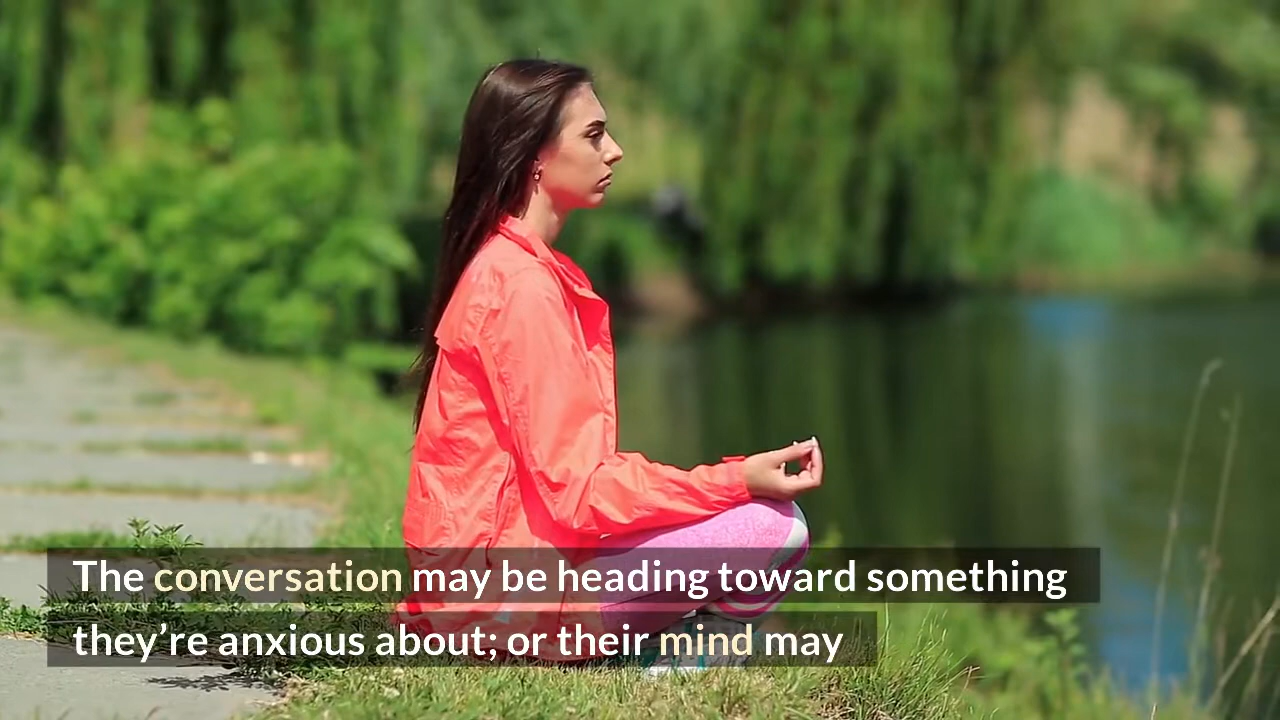 The conversation may be heading toward something
they’re anxious about; or their mind may